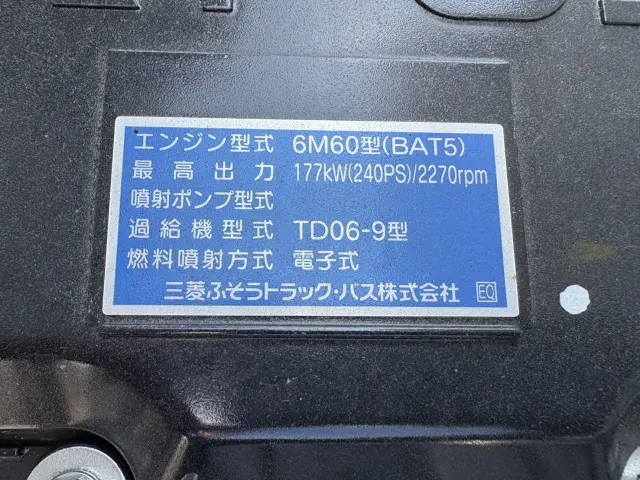 エンジン型式 6M60型(BAT5)
最高出力 177kW(240PS)/2270rpm
噴射ポンプ型式
過給機型式 TD06-9型
燃料噴射方式 電子式
三菱ふそうトラック・バス株式会社 EQ